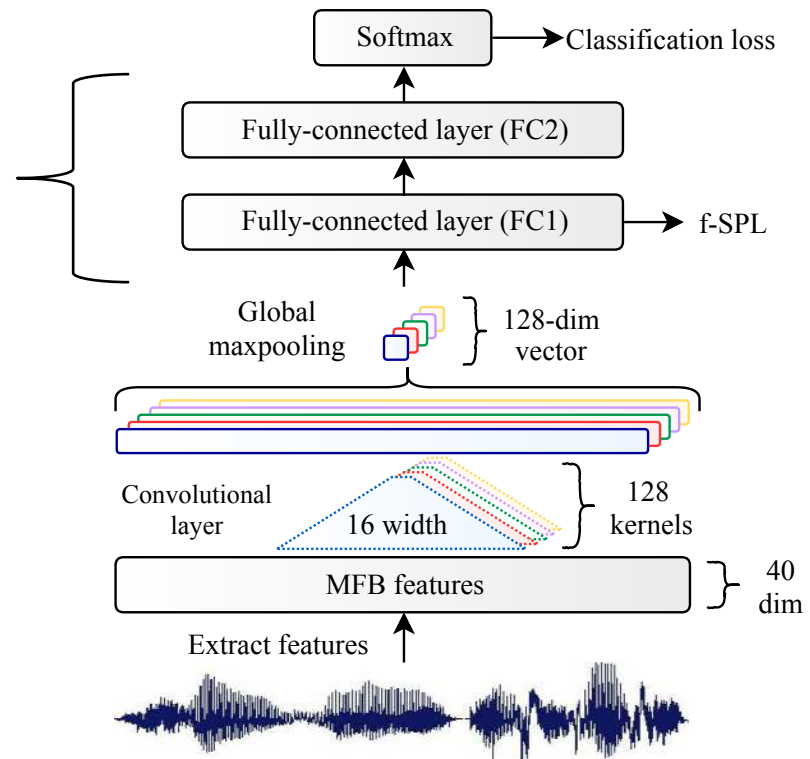 Softmax
Classification loss
Fully-connected layer (FC2)
Fully-connected layer (FC1)
f-SPL
Global
maxpooling
128-dim
vector
Convolutional
layer
16 width
128
kernels
MFB features
40
dim
Extract features